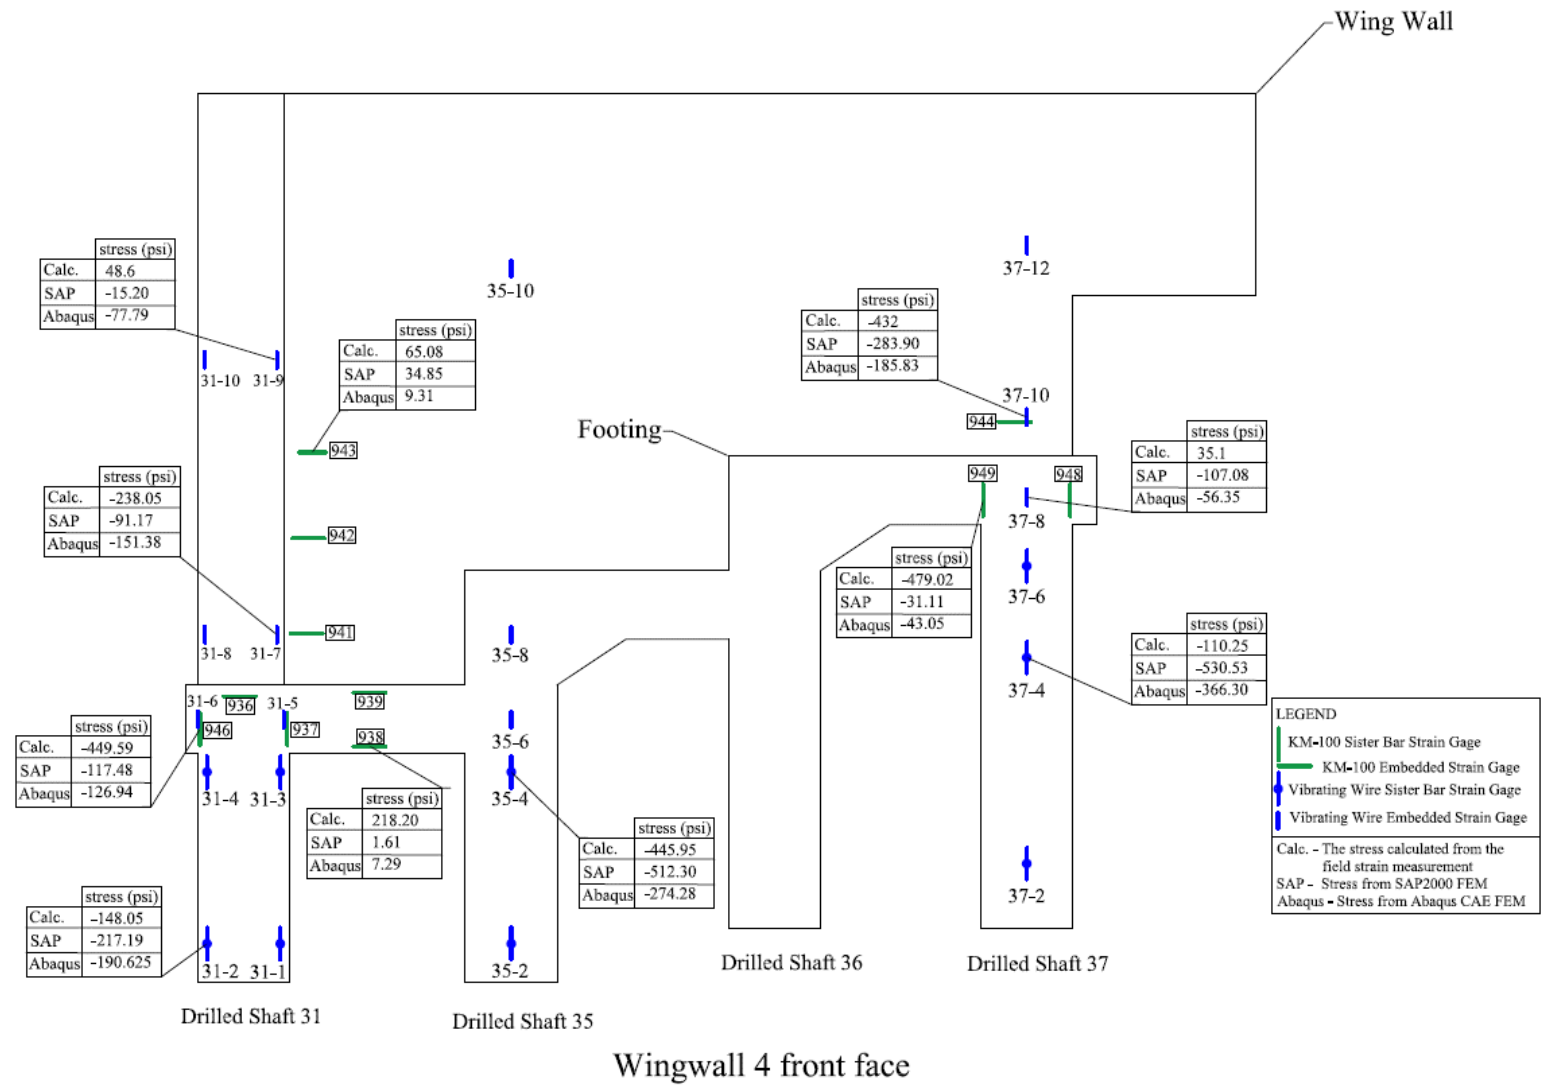 Wing Wall
stress (psi)
Calc. 48.6
SAP -15.20
Abaqus -77.79
35-10
37-12
stress (psi)
Calc. -432
SAP -283.90
Abaqus -185.83
stress (psi)
Calc. 65.08
SAP 34.85
Abaqus 9.31
31-10 31-9
37-10
944
Footing
943
stress (psi)
Calc. 35.1
SAP -107.08
Abaqus -56.35
stress (psi)
Calc. -238.05
SAP -91.17
Abaqus -151.38
949
948
37-8
942
stress (psi)
Calc. -479.02
SAP -31.11
Abaqus -43.05
37-6
941
31-8 31-7
35-8
stress (psi)
Calc. -110.25
SAP -530.53
Abaqus -366.30
37-4
31-6 936 31-5 939
946 937 938
35-6
stress (psi)
Calc. -449.59
SAP -117.48
Abaqus -126.94
31-4 31-3
35-4
stress (psi)
Calc. 218.20
SAP 1.61
Abaqus 7.29
stress (psi)
Calc. -445.95
SAP -512.30
Abaqus -274.28
LEGEND
KM-100 Sister Bar Strain Gage
KM-100 Embedded Strain Gage
Vibrating Wire Sister Bar Strain Gage
Vibrating Wire Embedded Strain Gage
Calc. - The stress calculated from the
field strain measurement
SAP - Stress from SAP2000 FEM
Abaqus - Stress from Abaqus CAE FEM
37-2
stress (psi)
Calc. -148.05
SAP -217.19
Abaqus -190.625
31-2 31-1
35-2
Drilled Shaft 36
Drilled Shaft 37
Drilled Shaft 31
Drilled Shaft 35
Wingwall 4 front face